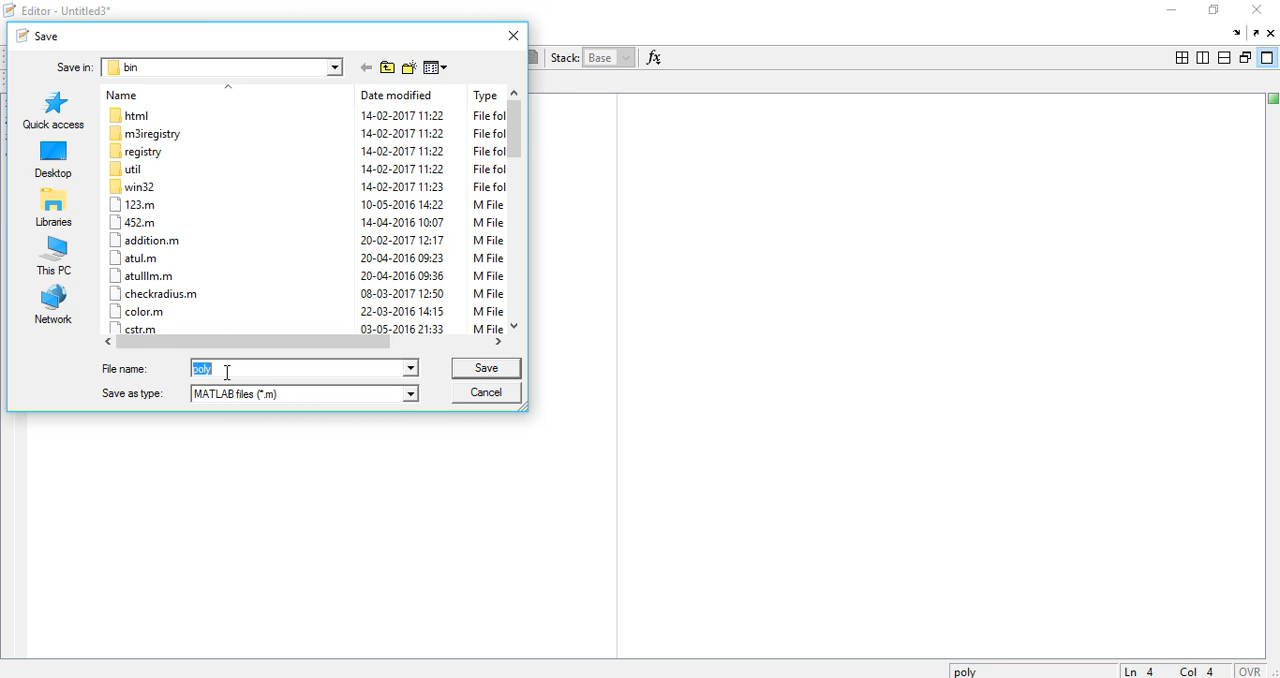 Editor - Untitled3*
Save
Stack: Base fx
Save in: bin
Name Date modified Type
html 14-02-2017 11:22 File fol
m3iregistry 14-02-2017 11:22 File fol
registry 14-02-2017 11:22 File fol
util 14-02-2017 11:22 File fol
win32 14-02-2017 11:23 File fol
123.m 10-05-2016 14:22 M File
452.m 14-04-2016 10:07 M File
addition.m 20-02-2017 12:17 M File
atul.m 20-04-2016 09:23 M File
atulllm.m 20-04-2016 09:36 M File
checkradius.m 08-03-2017 12:50 M File
color.m 22-03-2016 14:15 M File
cstr.m 03-05-2016 21:33 M File
Quick access
Desktop
Libraries
This PC
Network
File name: poly Save
Save as type: MATLAB files (*.m) Cancel
poly Ln 4 Col 4 OVR